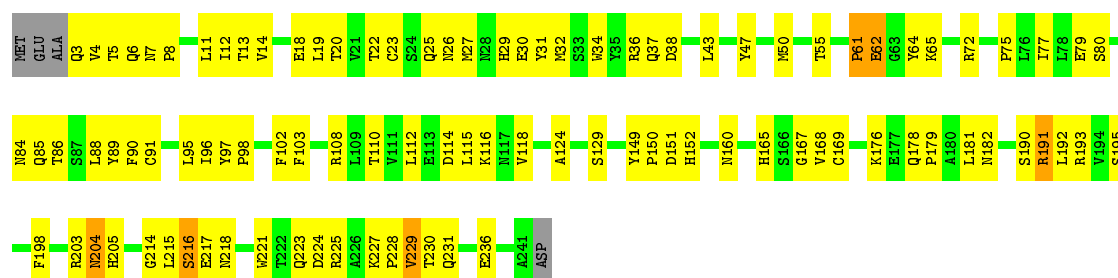 MET GLU ALA Q3 V4 T5 Q6 N7 P8 L11 I12 T13 V14 E18 L19 T20 V21 T22 C23 S24 Q25 N26 M27 N28 H29 E30 Y31 M32 S33 W34 Y35 R36 Q37 D38 L43 Y47 M50 T55 P61 E62 G63 Y64 K65 R72 P75 L76 I77 L78 E79 S80
N84 Q85 T86 S87 L88 Y89 F90 C91 L95 I96 Y97 P98 F102 F103 R108 L109 T110 V111 L112 E113 D114 L115 K116 N117 V118 A124 S129 Y149 P150 D151 H152 N160 H165 S166 G167 V168 C169 K176 E177 Q178 P179 A180 L181 N182 S190 R191 L192 R193 V194 S195
F198 R203 N204 H205 G214 L215 S216 E217 N218 W221 T222 Q223 D224 R225 A226 K227 P228 V229 T230 Q231 E236 A241 ASP